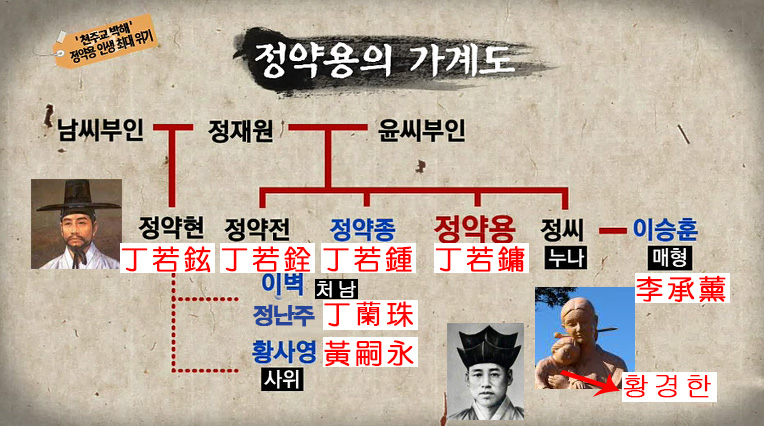 '천주교 박해'
정약용 인생 최대 위기
정약용의 가계도
남씨부인 정재원 윤씨부인
정약현 정약전 정약종 정약용 정씨 이승훈
누나 매형
丁若鉉 丁若銓 丁若鍾 丁若鏞
李承薰
이벽 처남
정난주 丁蘭珠
황사영 黃嗣永
사위
황경한